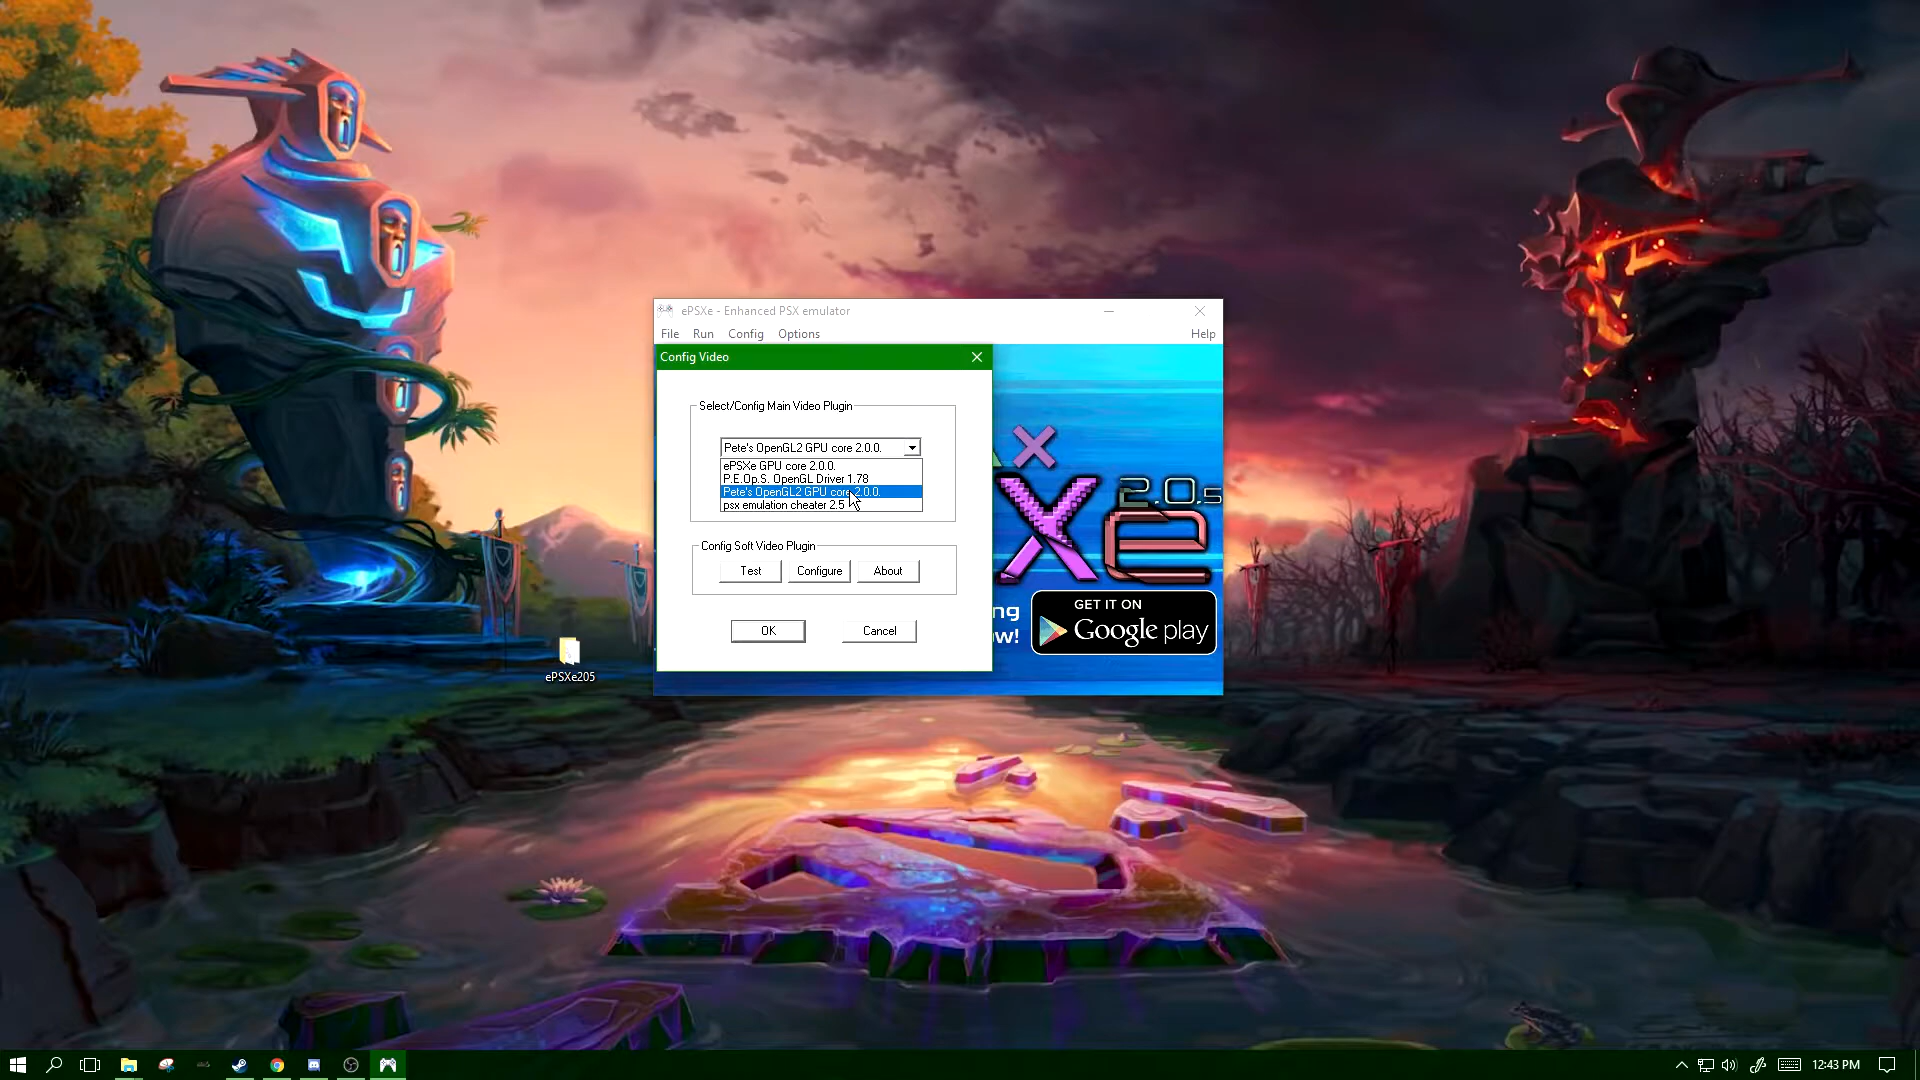 ePSXe - Enhanced PSX emulator
File Run Config Options Help
Config Video
Select/Config Main Video Plugin
Pete's OpenGL2 GPU core 2.0.0.
ePSXe GPU core 2.0.0.
P.E.Op.S. OpenGL Driver 1.78
Pete's OpenGL2 GPU core 2.0.0.
psx emulation cheater 2.5
Config Soft Video Plugin
Test Configure About
OK Cancel
2.0.5
Xe
ng
w!
GET IT ON
Google play
ePSXe205
12:43 PM